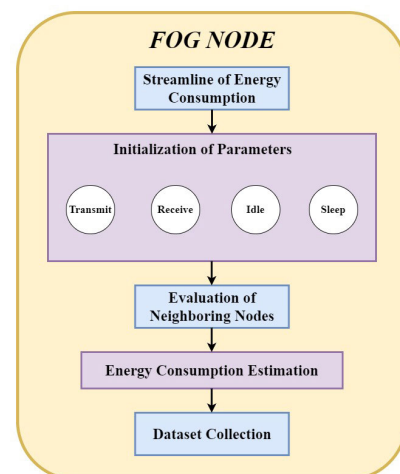 FOG NODE
Streamline of Energy
Consumption
Initialization of Parameters
Transmit
Receive
Idle
Sleep
Evaluation of
Neighboring Nodes
Energy Consumption Estimation
Dataset Collection